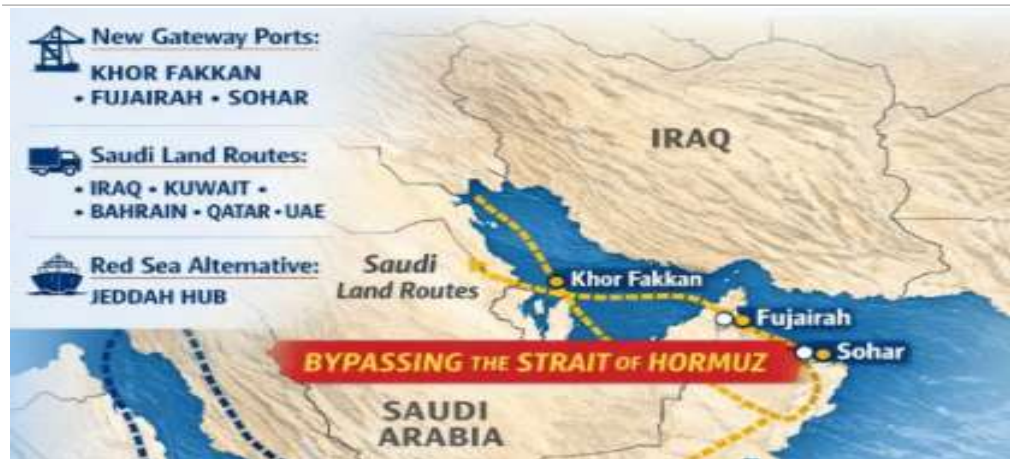 New Gateway Ports:
KHOR FAKKAN
• FUJAIRAH • SOHAR
Saudi Land Routes:
• IRAQ • KUWAIT •
• BAHRAIN • QATAR • UAE
Red Sea Alternative:
JEDDAH HUB
IRAQ
Saudi
Land Routes
Khor Fakkan
Fujairah
Sohar
BYPASSING THE STRAIT OF HORMUZ
SAUDI
ARABIA